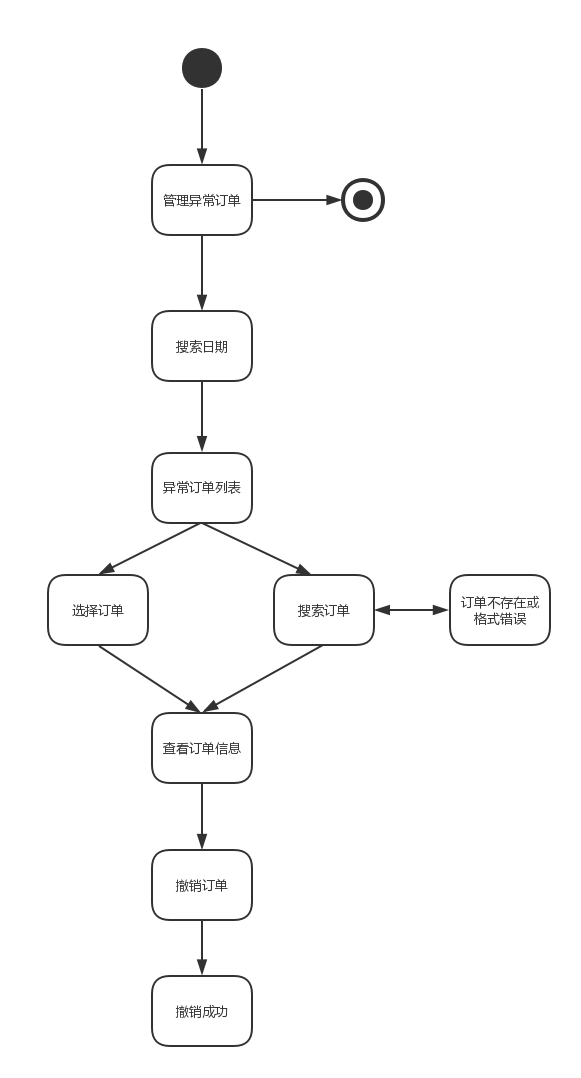 管理异常订单
搜索日期
异常订单列表
选择订单
搜索订单
订单不存在或
格式错误
查看订单信息
撤销订单
撤销成功